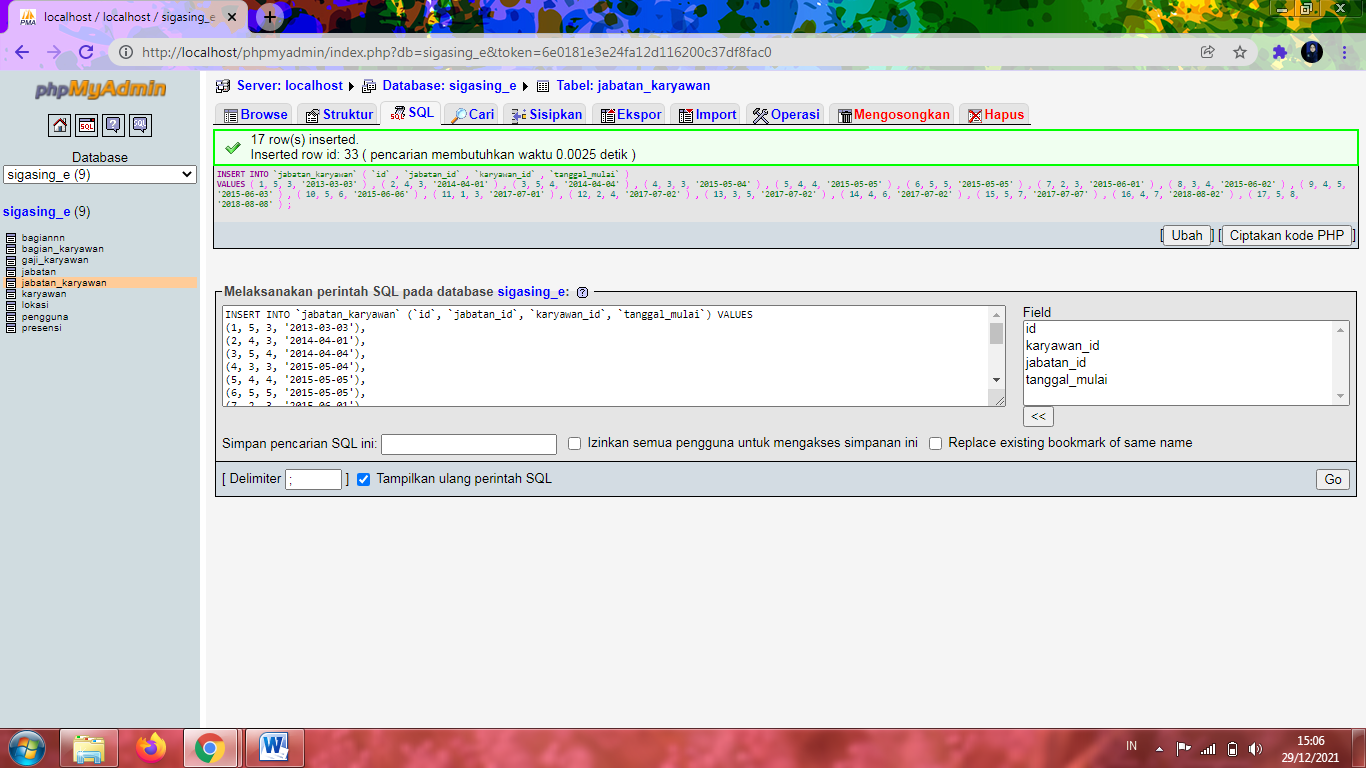 localhost / localhost / sigasing_e
http://localhost/phpmyadmin/index.php?db=sigasing_e&token=6e0181e3e24fa12d116200c37df8fac0
phpMyAdmin
Database
sigasing_e (9)
sigasing_e (9)
bagiannn
bagian_karyawan
gaji_karyawan
jabatan
jabatan_karyawan
karyawan
lokasi
pengguna
presensi
Server: localhost Database: sigasing_e Tabel: jabatan_karyawan
Browse Struktur SQL Cari Sisipkan Ekspor Import Operasi Mengosongkan Hapus
17 row(s) inserted.
Inserted row id: 33 ( pencarian membutuhkan waktu 0.0025 detik )
INSERT INTO `jabatan_karyawan` ( `id` , `jabatan_id` , `karyawan_id` , `tanggal_mulai` )
VALUES ( 1, 5, 3, '2013-03-03' ) , ( 2, 4, 3, '2014-04-01' ) , ( 3, 5, 4, '2014-04-04' ) , ( 4, 3, 3, '2015-05-04' ) , ( 5, 4, 4, '2015-05-05' ) , ( 6, 5, 5, '2015-05-05' ) , ( 7, 2, 3, '2015-06-01' ) , ( 8, 3, 4, '2015-06-02' ) , ( 9, 4, 5,
'2015-06-03' ) , ( 10, 5, 6, '2015-06-06' ) , ( 11, 1, 3, '2017-07-01' ) , ( 12, 2, 4, '2017-07-02' ) , ( 13, 3, 5, '2017-07-02' ) , ( 14, 4, 6, '2017-07-02' ) , ( 15, 5, 7, '2017-07-07' ) , ( 16, 4, 7, '2018-08-02' ) , ( 17, 5, 8,
'2018-08-08' ) ;
[ Ubah ] [ Ciptakan kode PHP ]
Melaksanakan perintah SQL pada database sigasing_e:
INSERT INTO `jabatan_karyawan` (`id`, `jabatan_id`, `karyawan_id`, `tanggal_mulai`) VALUES
(1, 5, 3, '2013-03-03'),
(2, 4, 3, '2014-04-01'),
(3, 5, 4, '2014-04-04'),
(4, 3, 3, '2015-05-04'),
(5, 4, 4, '2015-05-05'),
(6, 5, 5, '2015-05-05'),
(7, 2, 3, '2015-06-01')
Field
id
karyawan_id
jabatan_id
tanggal_mulai
<<
Simpan pencarian SQL ini: Izinkan semua pengguna untuk mengakses simpanan ini Replace existing bookmark of same name
[ Delimiter ; ] Tampilkan ulang perintah SQL
Go
IN
15:06
29/12/2021